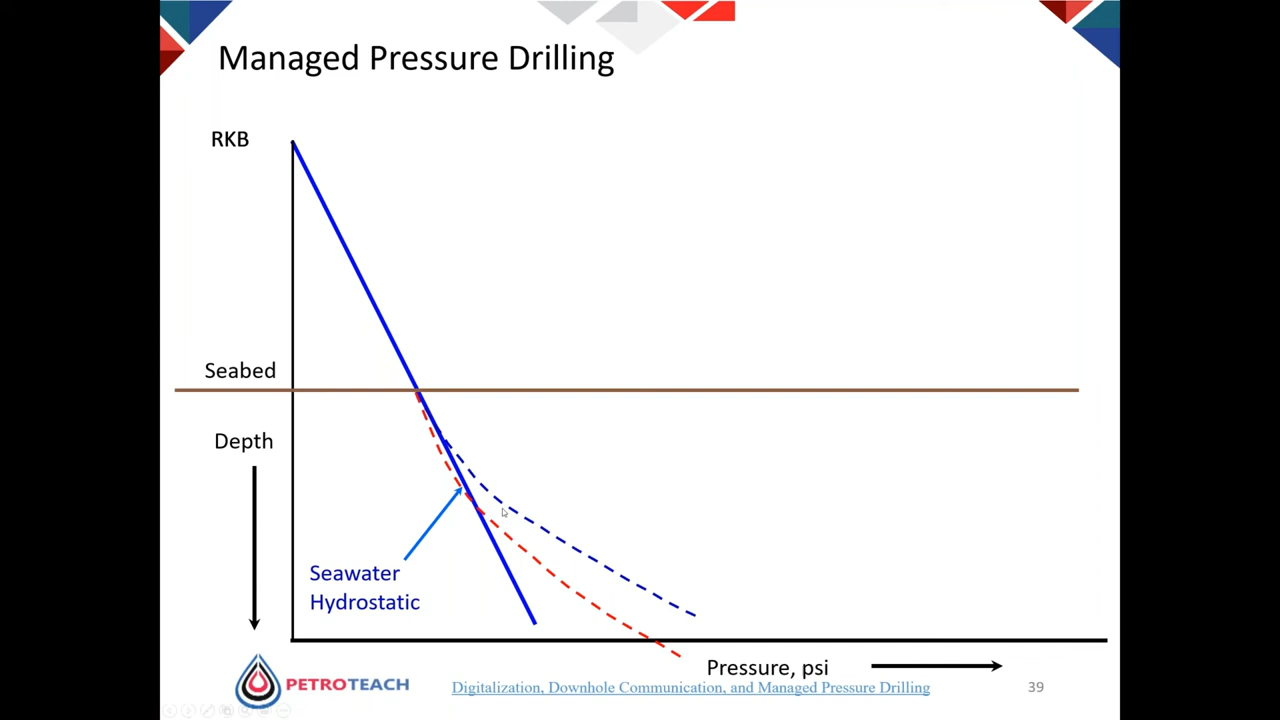 Managed Pressure Drilling
RKB
Seabed
Depth
Seawater
Hydrostatic
Pressure, psi
PETROTEACH
Digitalization, Downhole Communication, and Managed Pressure Drilling
39